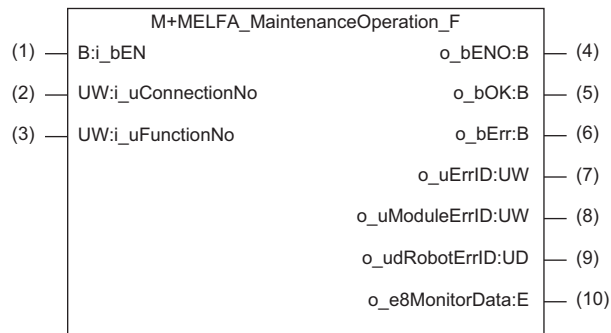 M+MELFA_MaintenanceOperation_F
(1) B:i_bEN o_bENO:B (4)
(2) UW:i_uConnectionNo o_bOK:B (5)
(3) UW:i_uFunctionNo o_bErr:B (6)
o_uErrID:UW (7)
o_uModuleErrID:UW (8)
o_udRobotErrID:UD (9)
o_e8MonitorData:E (10)